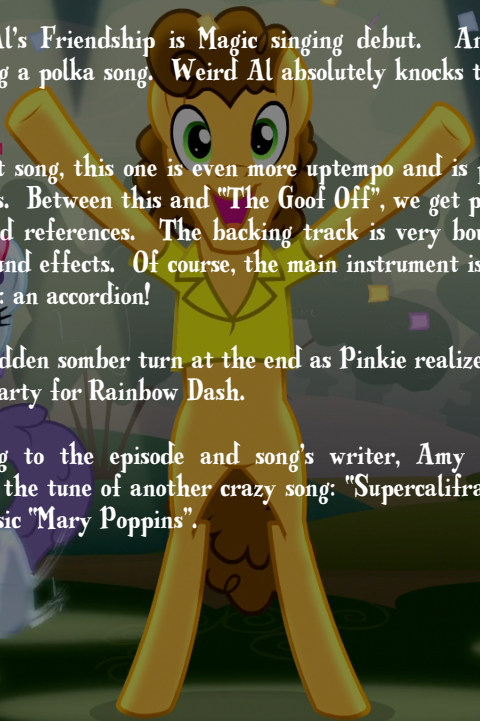 Al's Friendship is Magic singing debut. An
g a polka song. Weird Al absolutely knocks t
t song, this one is even more uptempo and is p
s. Between this and "The Goof Off", we get p
d references. The backing track is very bou
und effects. Of course, the main instrument is
: an accordion!
dden somber turn at the end as Pinkie realize
arty for Rainbow Dash.
g to the episode and song's writer, Amy
the tune of another crazy song: "Supercalifra
sic "Mary Poppins".